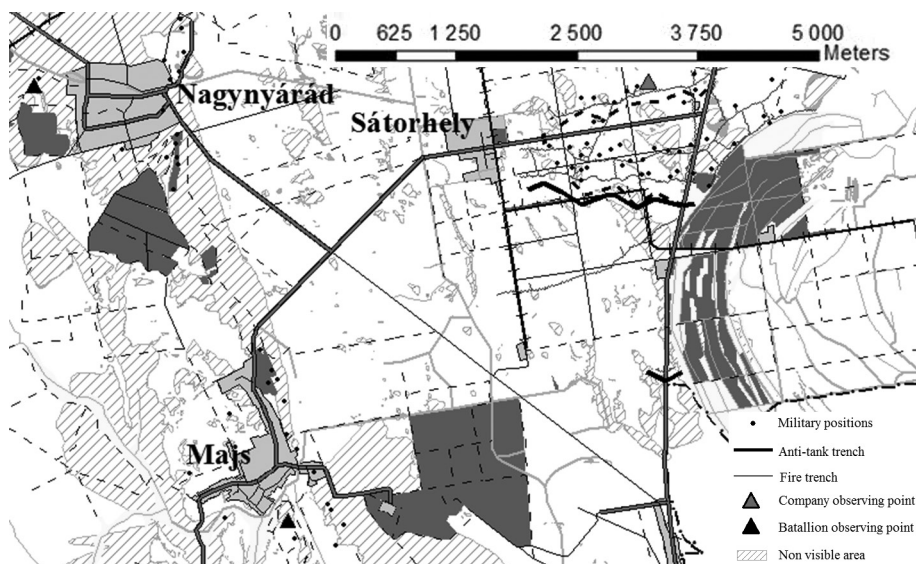 0 625 1 250 2 500 3 750 5 000
Meters
Nagynyárád
Sátorhely
Majs
Military positions
Anti-tank trench
Fire trench
Company observing point
Batallion observing point
Non visible area